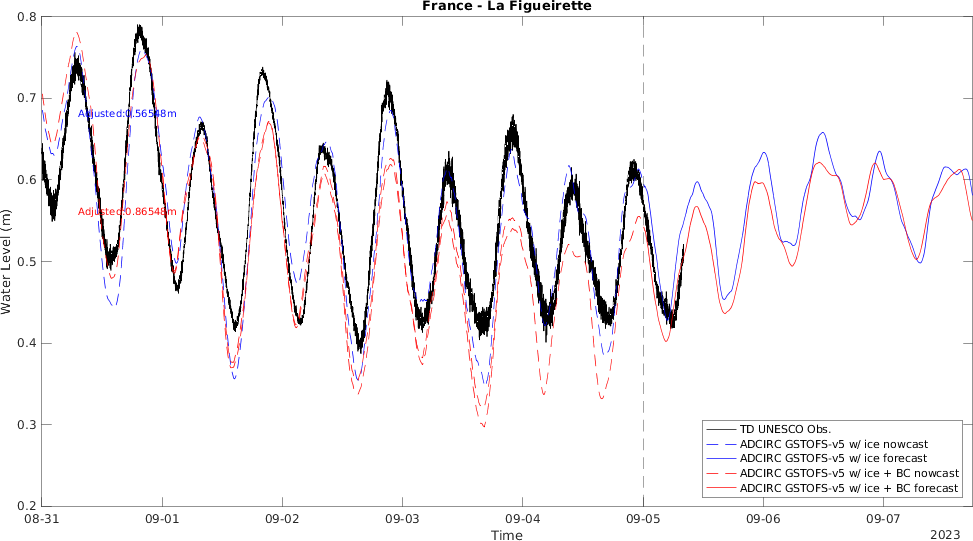 France - La Figueirette
0.8
0.7
Adjusted:0.56548m
0.6
Adjusted:0.86548m
Water Level (m)
0.5
0.4
0.3
0.2
TD UNESCO Obs.
ADCIRC GSTOFS-v5 w/ ice nowcast
ADCIRC GSTOFS-v5 w/ ice forecast
ADCIRC GSTOFS-v5 w/ ice + BC nowcast
ADCIRC GSTOFS-v5 w/ ice + BC forecast
08-31 09-01 09-02 09-03 09-04 09-05 09-06 09-07
Time
2023